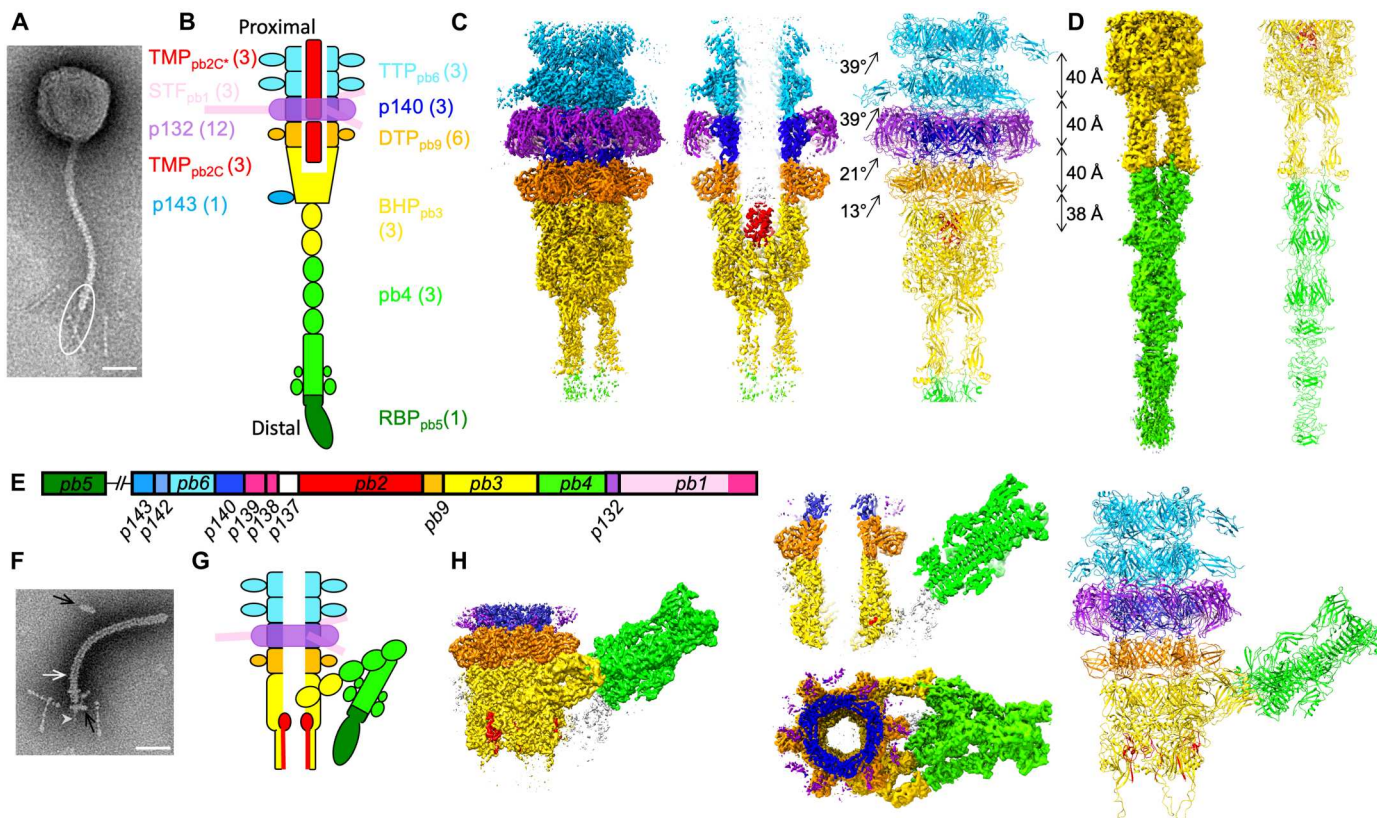 A
B
Proximal
TMPpb2C* (3)
STFpb1 (3)
p132 (12)
TMPpb2C (3)
p143 (1)
TTPpb6 (3)
p140 (3)
DTPpb9 (6)
BHPpb3
(3)
pb4 (3)
RBPpb5(1)
Distal
C
39°
39°
21°
13°
D
40 Å
40 Å
40 Å
38 Å
E
pb5 // pb6 pb2 pb3 pb4 pb1
p143 p142 p140 p139 p138 p137 pb9 p132
F
G
H